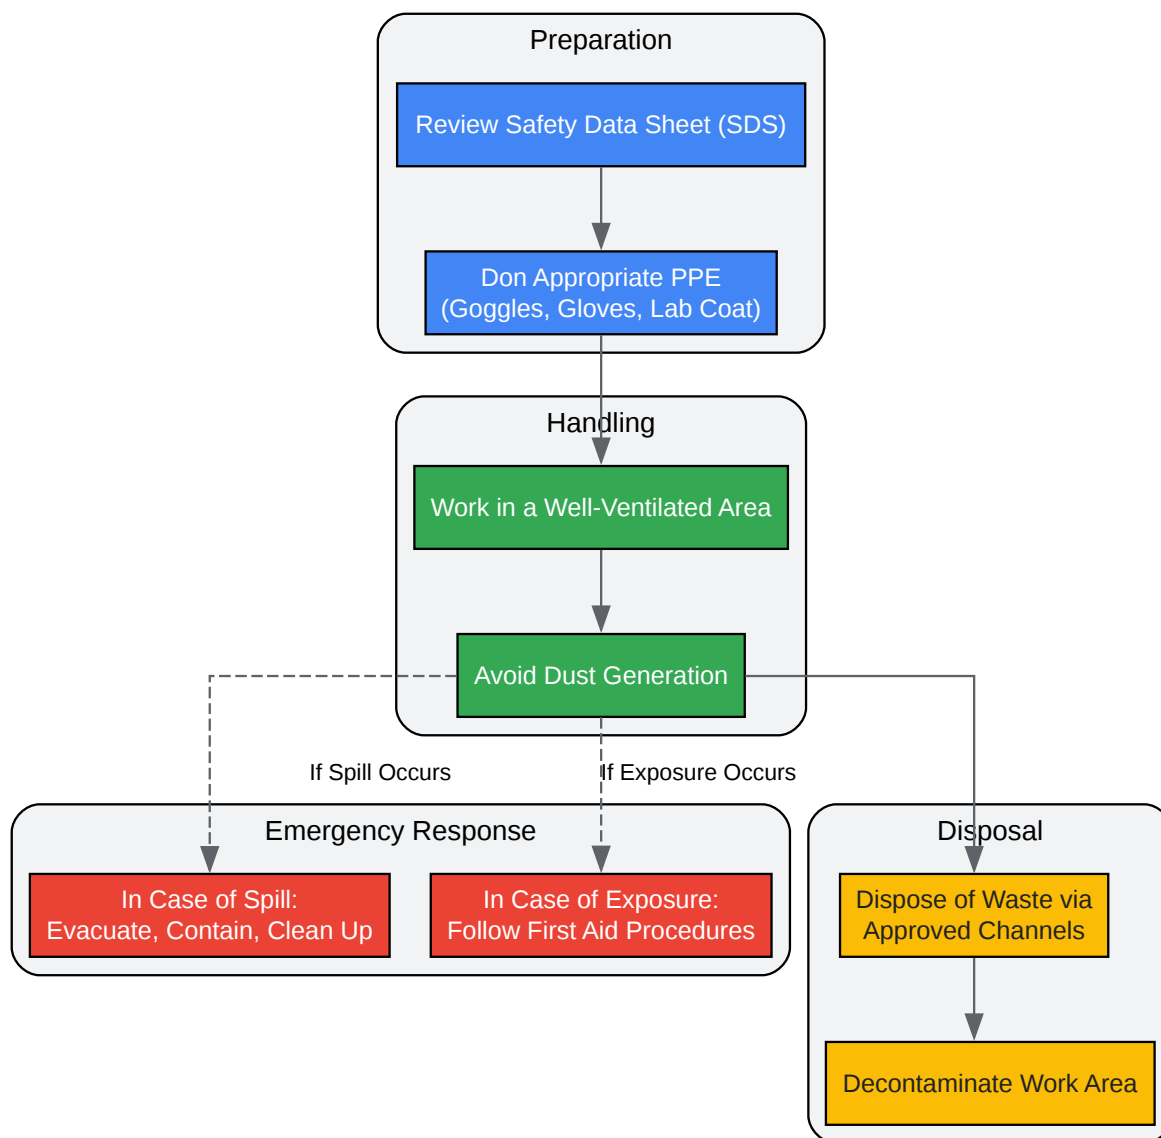 Preparation
Review Safety Data Sheet (SDS)
Don Appropriate PPE
(Goggles, Gloves, Lab Coat)
Handling
Work in a Well-Ventilated Area
Avoid Dust Generation
If Spill Occurs
If Exposure Occurs
Emergency Response
In Case of Spill:
Evacuate, Contain, Clean Up
In Case of Exposure:
Follow First Aid Procedures
Disposal
Dispose of Waste via
Approved Channels
Decontaminate Work Area